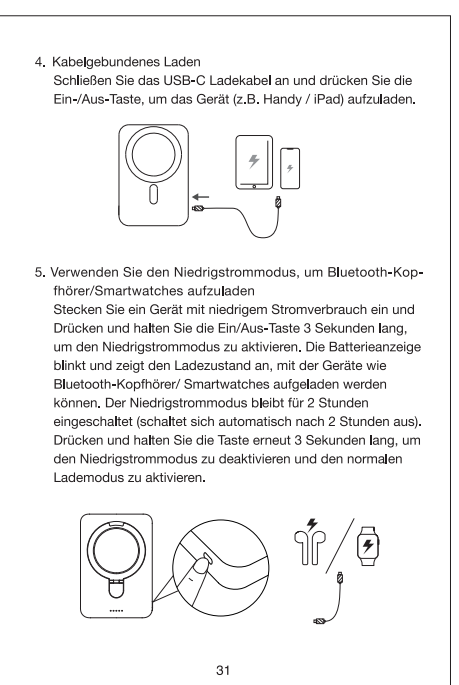 4. Kabelgebundenes Laden
Schließen Sie das USB-C Ladekabel an und drücken Sie die
Ein-/Aus-Taste, um das Gerät (z.B. Handy / iPad) aufzuladen.
5. Verwenden Sie den Niedrigstrommodus, um Bluetooth-Kop-
fhörer/Smartwatches aufzuladen
Stecken Sie ein Gerät mit niedrigem Stromverbrauch ein und
Drücken und halten Sie die Ein/Aus-Taste 3 Sekunden lang,
um den Niedrigstrommodus zu aktivieren. Die Batterieanzeige
blinkt und zeigt den Ladezustand an, mit der Geräte wie
Bluetooth-Kopfhörer/ Smartwatches aufgeladen werden
können. Der Niedrigstrommodus bleibt für 2 Stunden
eingeschaltet (schaltet sich automatisch nach 2 Stunden aus).
Drücken und halten Sie die Taste erneut 3 Sekunden lang, um
den Niedrigstrommodus zu deaktivieren und den normalen
Lademodus zu aktivieren.
31